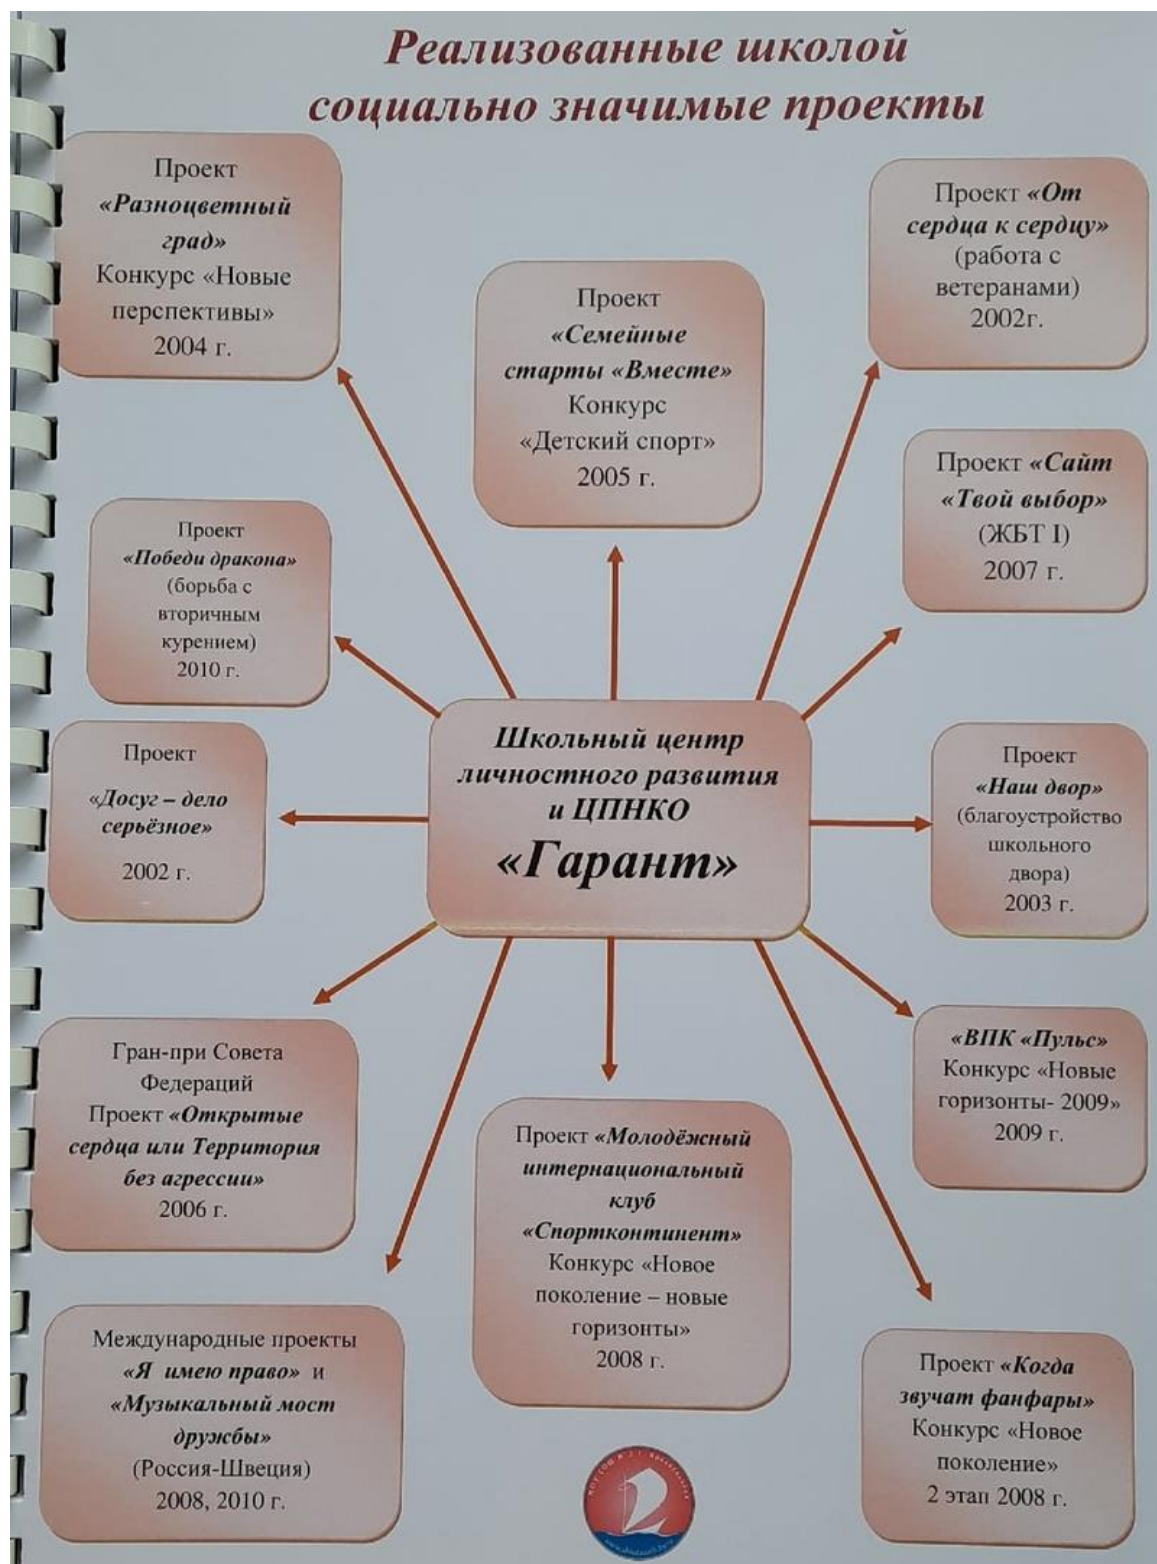 Реализованные школой
социально значимые проекты
Проект
«Разноцветный
град»
Конкурс «Новые
перспективы»
2004 г.
Проект
«Семейные
старты «Вместе»
Конкурс
«Детский спорт»
2005 г.
Проект «От
сердца к сердцу»
(работа с
ветеранами)
2002г.
Проект «Сайт
«Твой выбор»
(ЖБТ I)
2007 г.
Проект
«Победи дракона»
(борьба с
вторичным
курением)
2010 г.
Школьный центр
личностного развития
и ЦПНКО
«Гарант»
Проект
«Досуг – дело
серьёзное»
2002 г.
Проект
«Наш двор»
(благоустройство
школьного
двора)
2003 г.
Гран-при Совета
Федераций
Проект «Открытые
сердца или Территория
без агрессии»
2006 г.
Проект «Молодёжный
интернациональный
клуб
«Спортконтинент»
Конкурс «Новое
поколение – новые
горизонты»
2008 г.
«ВПК «Пульс»
Конкурс «Новые
горизонты- 2009»
2009 г.
Международные проекты
«Я имею право» и
«Музыкальный мост
дружбы»
(Россия-Швеция)
2008, 2010 г.
Проект «Когда
звучат фанфары»
Конкурс «Новое
поколение»
2 этап 2008 г.